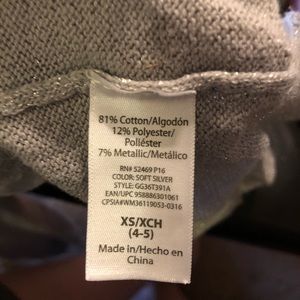 81% Cotton/Algodón
12% Polyester/
Poliéster
7% Metallic/Metálico
RN# 52469 P16
COLOR: SOFT SILVER
STYLE: GG36T391A
EAN/UPC 958886301061
CPSIA#WM36119053-0316
XS/XCH
(4-5)
Made in/Hecho en
China